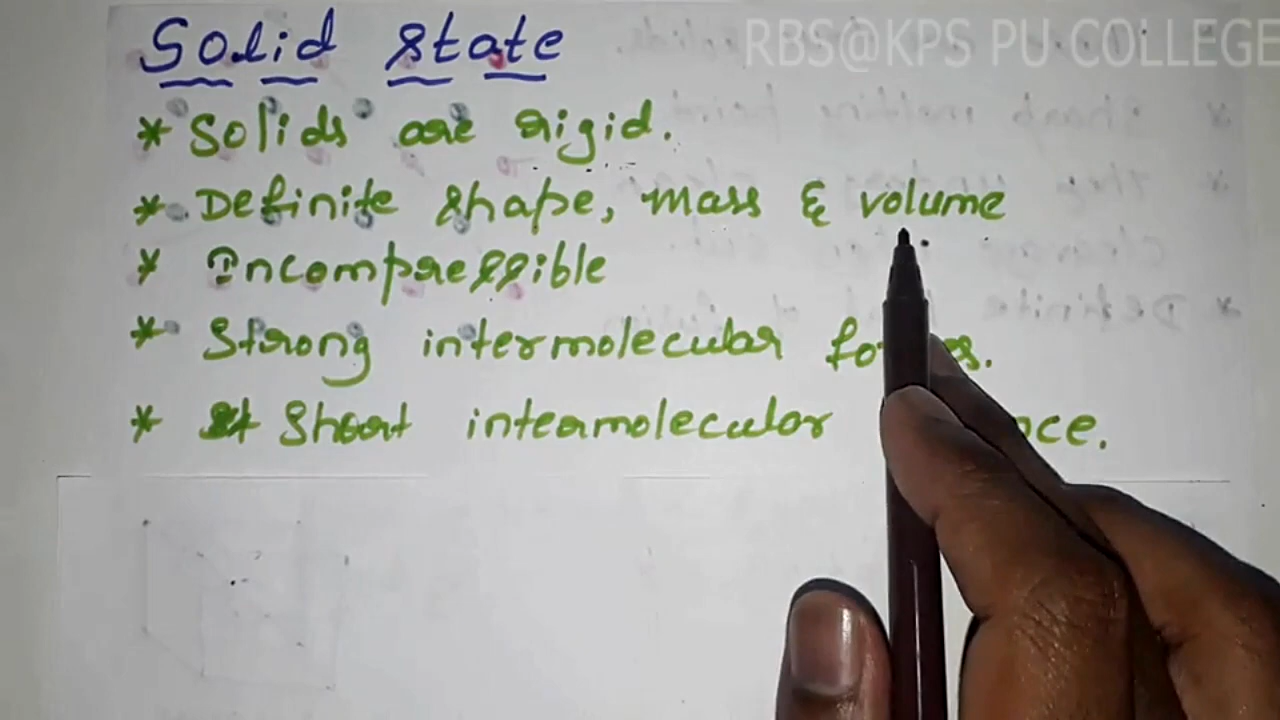 RBS@KPS PU COLLEGE
Solid State
* Solids are rigid.
* Definite shape, mass & volume
* Incompressible
* Strong intermolecular
* Short intermolecular